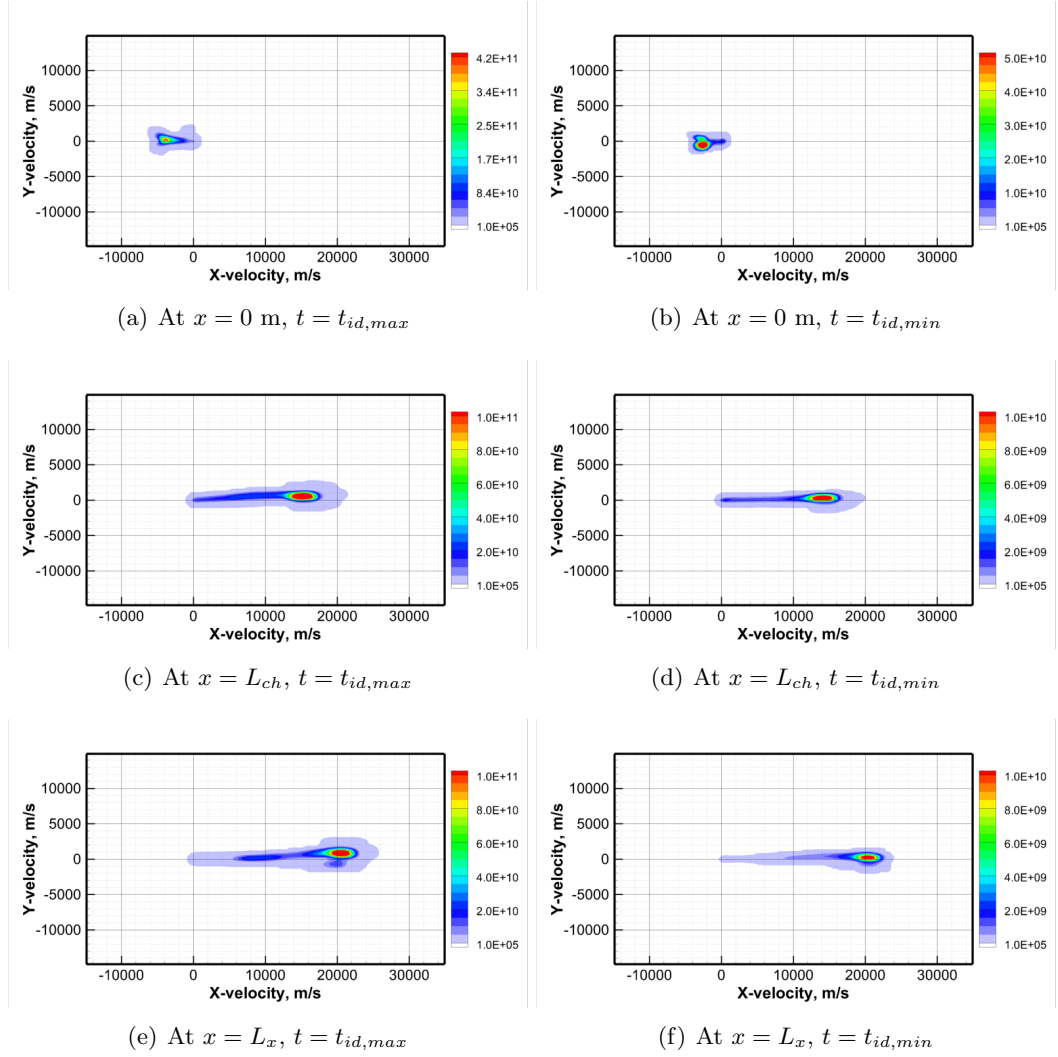 10000
5000
0
-5000
-10000
Y-velocity, m/s
-10000 0 10000 20000 30000
X-velocity, m/s
4.2E+11
3.4E+11
2.5E+11
1.7E+11
8.4E+10
1.0E+05
10000
5000
0
-5000
-10000
Y-velocity, m/s
-10000 0 10000 20000 30000
X-velocity, m/s
5.0E+10
4.0E+10
3.0E+10
2.0E+10
1.0E+10
1.0E+05
(a) At x = 0 m, t = t_{id,max}
(b) At x = 0 m, t = t_{id,min}
10000
5000
0
-5000
-10000
Y-velocity, m/s
-10000 0 10000 20000 30000
X-velocity, m/s
1.0E+11
8.0E+10
6.0E+10
4.0E+10
2.0E+10
1.0E+05
10000
5000
0
-5000
-10000
Y-velocity, m/s
-10000 0 10000 20000 30000
X-velocity, m/s
1.0E+10
8.0E+09
6.0E+09
4.0E+09
2.0E+09
1.0E+05
(c) At x = L_{ch}, t = t_{id,max}
(d) At x = L_{ch}, t = t_{id,min}
10000
5000
0
-5000
-10000
Y-velocity, m/s
-10000 0 10000 20000 30000
X-velocity, m/s
1.0E+11
8.0E+10
6.0E+10
4.0E+10
2.0E+10
1.0E+05
10000
5000
0
-5000
-10000
Y-velocity, m/s
-10000 0 10000 20000 30000
X-velocity, m/s
1.0E+10
8.0E+09
6.0E+09
4.0E+09
2.0E+09
1.0E+05
(e) At x = L_x, t = t_{id,max}
(f) At x = L_x, t = t_{id,min}